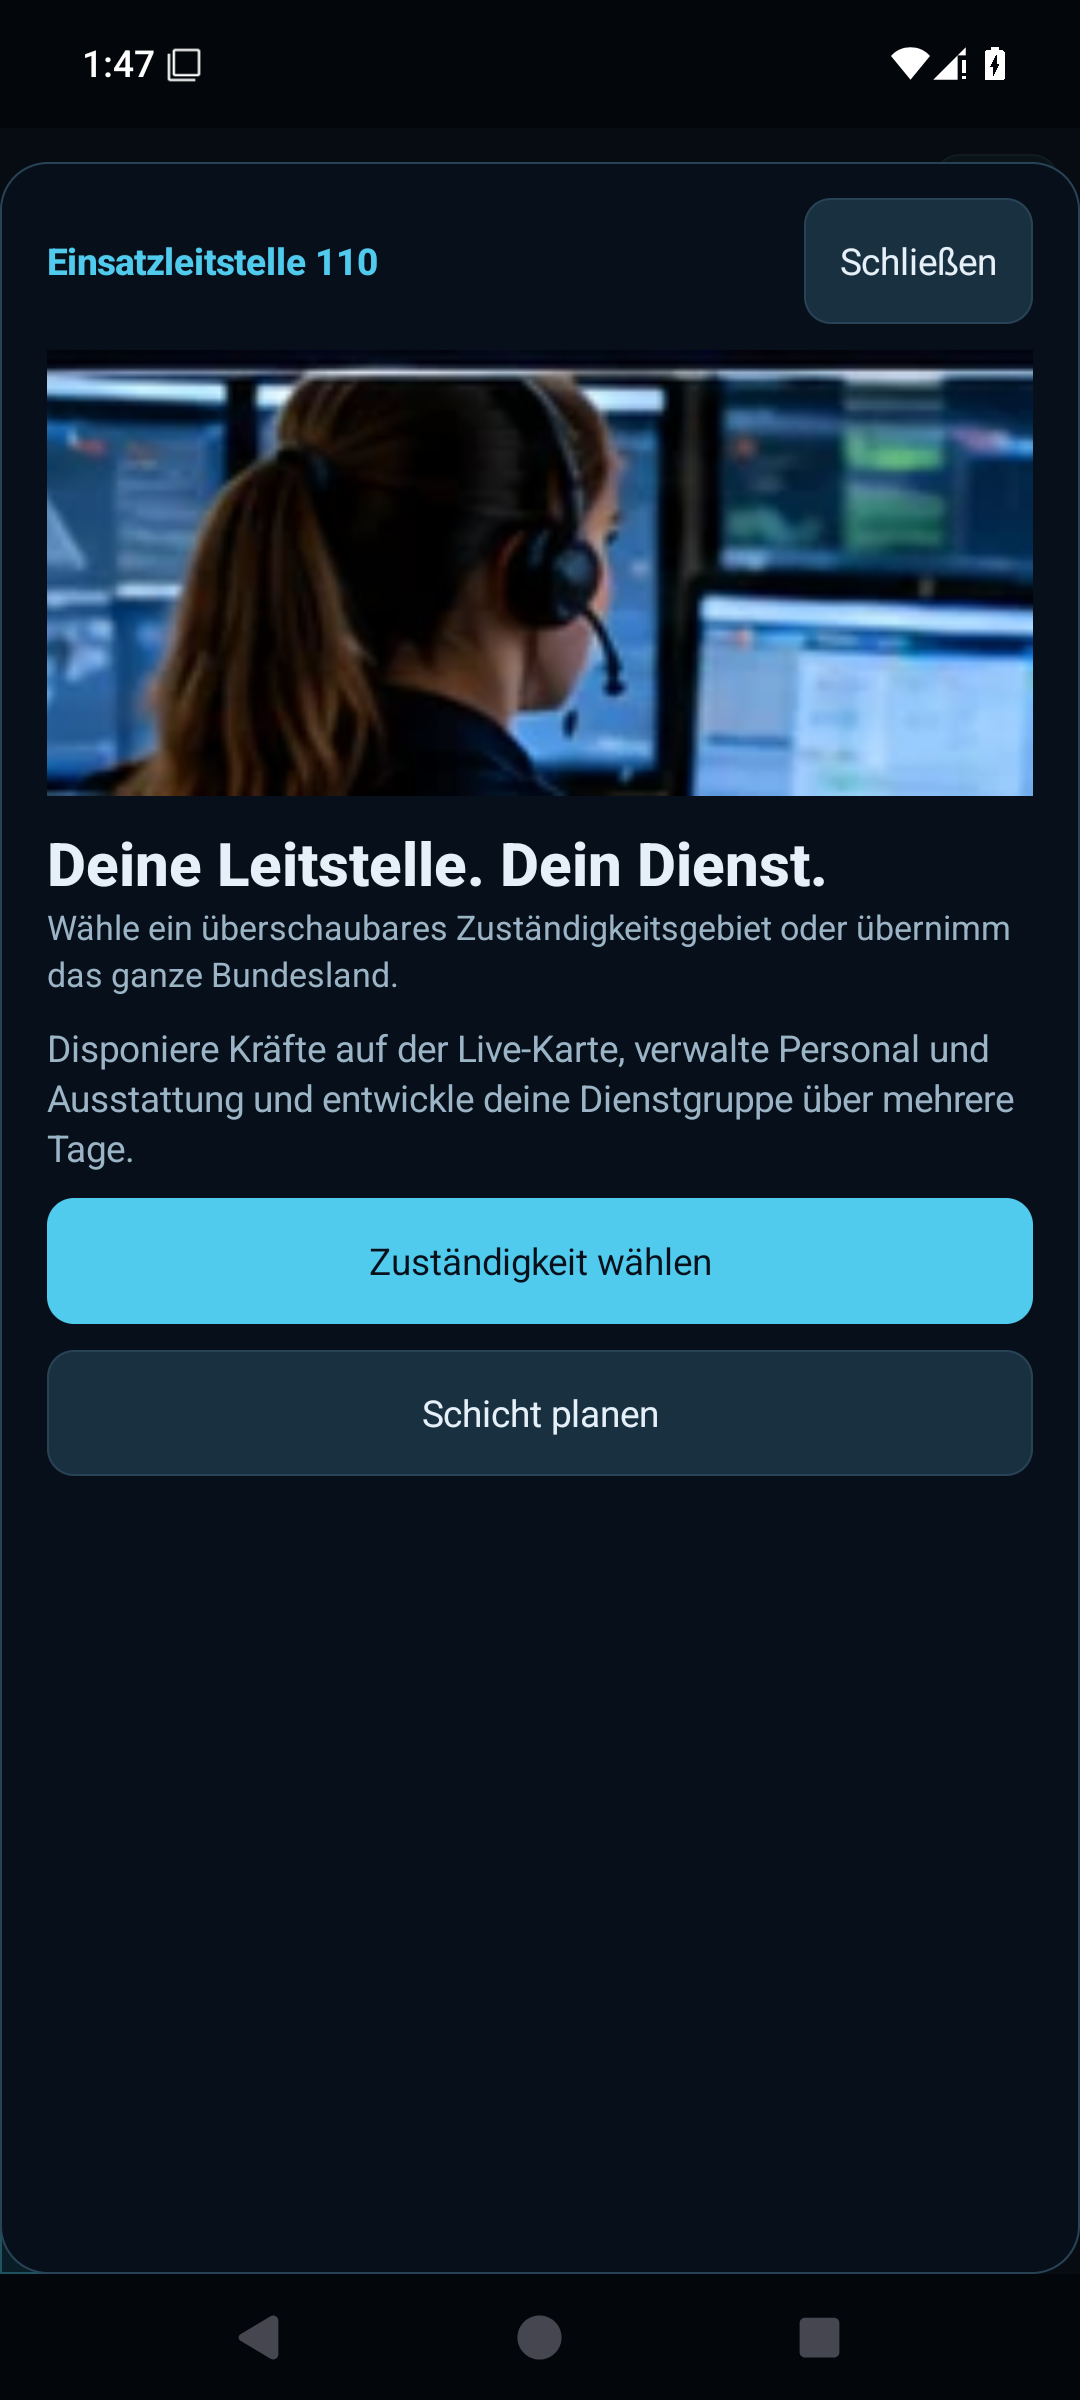 1:47
Einsatzleitstelle 110
Schließen
Deine Leitstelle. Dein Dienst.
Wähle ein überschaubares Zuständigkeitsgebiet oder übernimm
das ganze Bundesland.
Disponiere Kräfte auf der Live-Karte, verwalte Personal und
Ausstattung und entwickle deine Dienstgruppe über mehrere
Tage.
Zuständigkeit wählen
Schicht planen